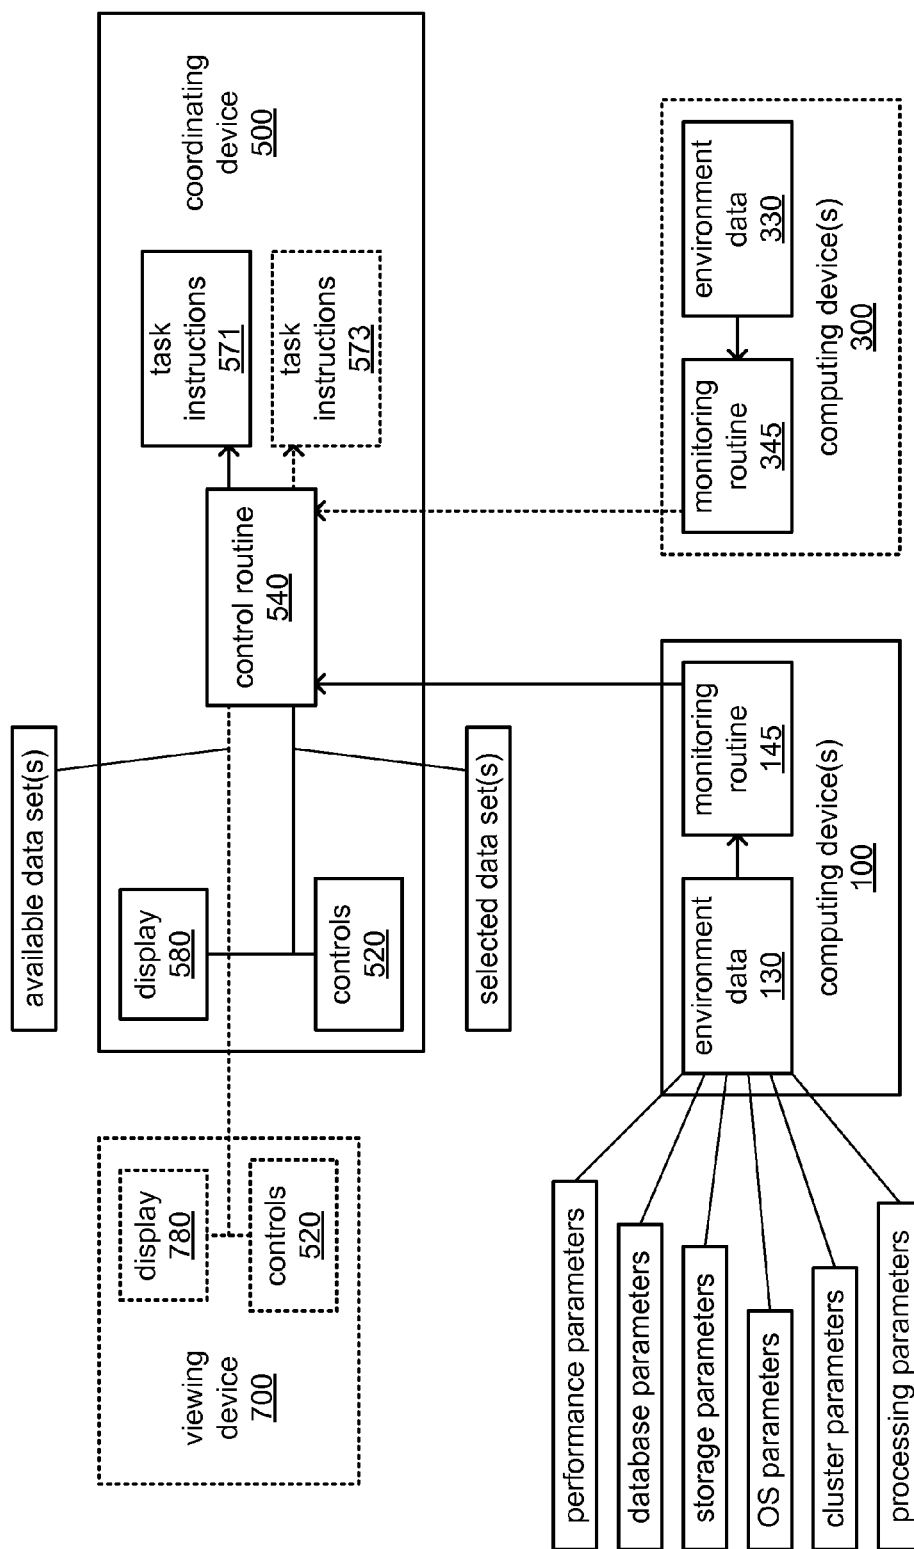 available data set(s)
viewing
device
700
display
780
controls
520
display
580
controls
520
control routine
540
task
instructions
571
task
instructions
573
coordinating
device
500
selected data set(s)
performance parameters
database parameters
storage parameters
OS parameters
cluster parameters
processing parameters
environment
data
130
monitoring
routine
145
computing device(s)
100
monitoring
routine
345
environment
data
330
computing device(s)
300